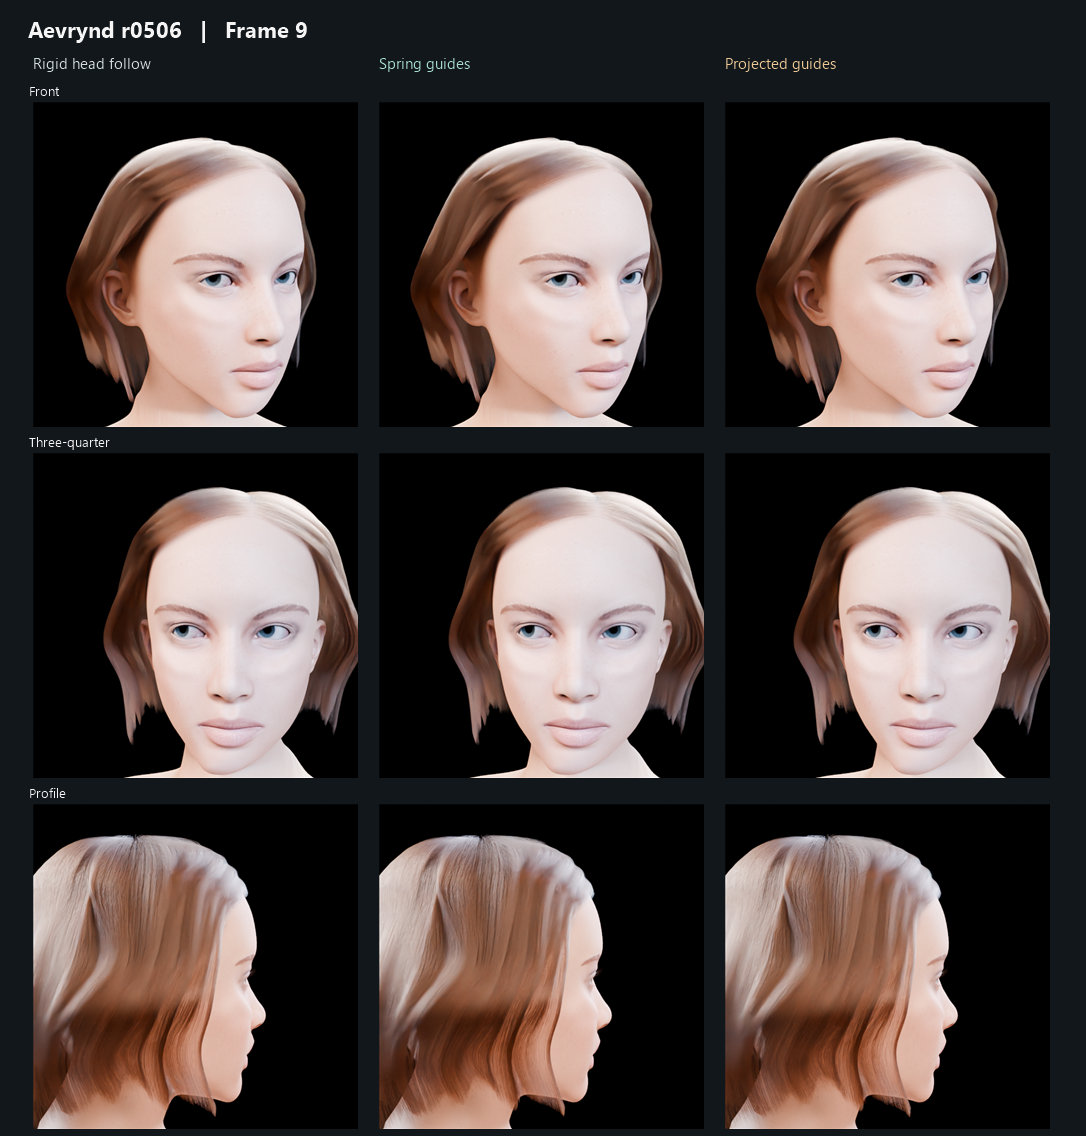 Aevrynd r0506 | Frame 9
Rigid head follow
Spring guides
Projected guides
Front
Three-quarter
Profile